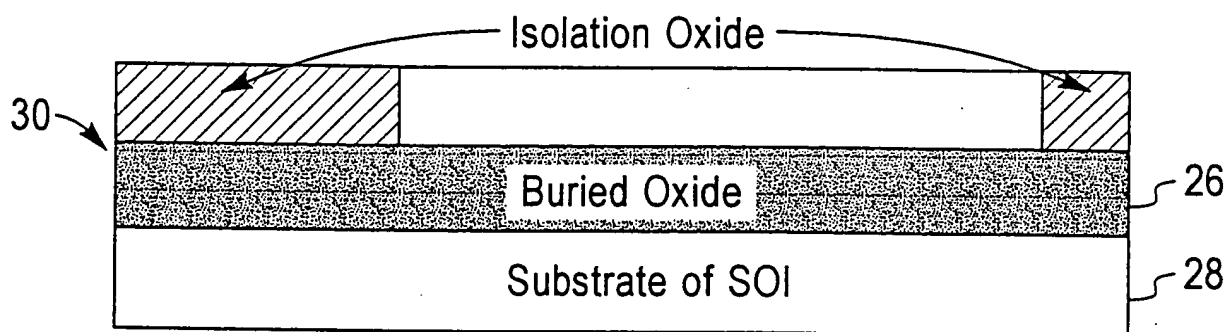 Isolation Oxide
30
Buried Oxide
26
Substrate of SOI
28